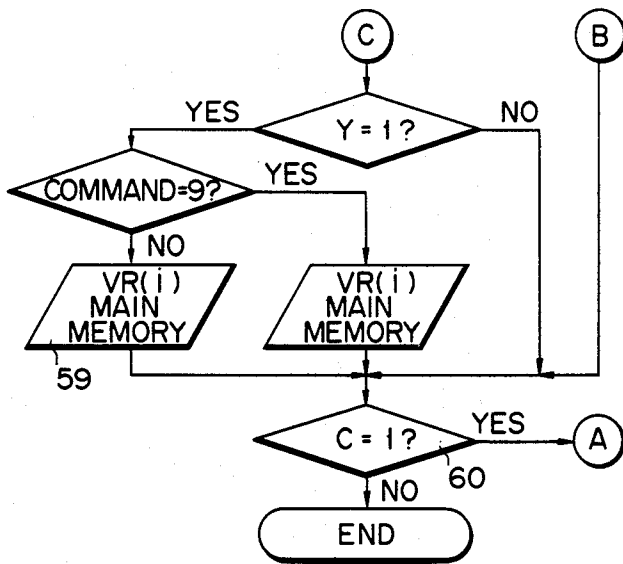 C
B
YES
Y = 1 ?
NO
COMMAND=9?
YES
NO
VR(i)
MAIN
MEMORY
VR(i)
MAIN
MEMORY
59
C = 1 ?
YES
A
60
NO
END